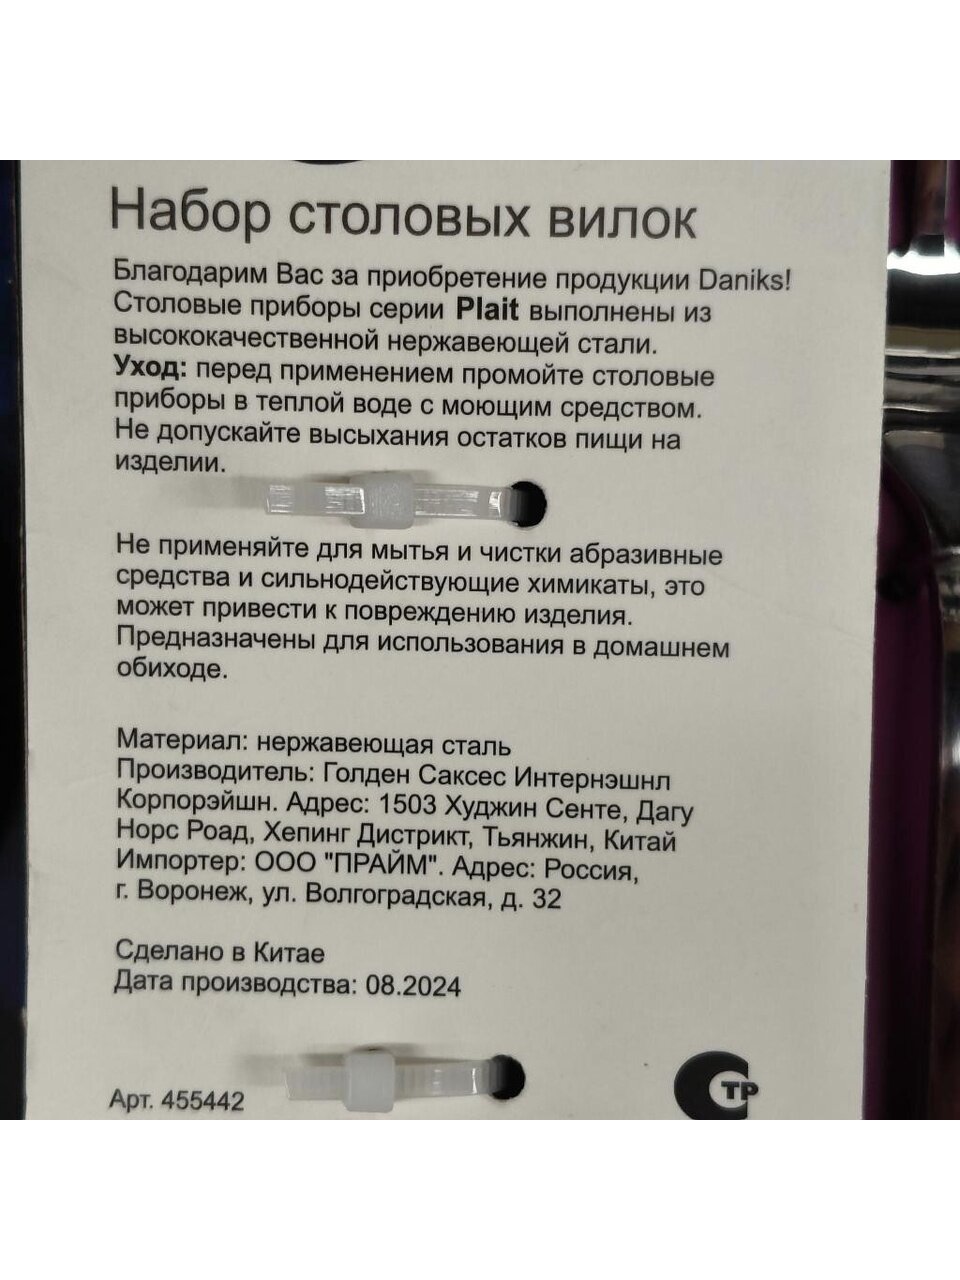 Набор столовых вилок
Благодарим Вас за приобретение продукции Daniks!
Столовые приборы серии Plait выполнены из
высококачественной нержавеющей стали.
Уход: перед применением промойте столовые
приборы в теплой воде с моющим средством.
Не допускайте высыхания остатков пищи на
изделии.
Не применяйте для мытья и чистки абразивные
средства и сильнодействующие химикаты, это
может привести к повреждению изделия.
Предназначены для использования в домашнем
обиходе.
Материал: нержавеющая сталь
Производитель: Голден Саксес Интернэшнл
Корпорэйшн. Адрес: 1503 Худжин Сенте, Дагу
Норс Роад, Хепинг Дистрикт, Тьянжин, Китай
Импортер: ООО "ПРАЙМ". Адрес: Россия,
г. Воронеж, ул. Волгоградская, д. 32
Сделано в Китае
Дата производства: 08.2024
Арт. 455442
СТР